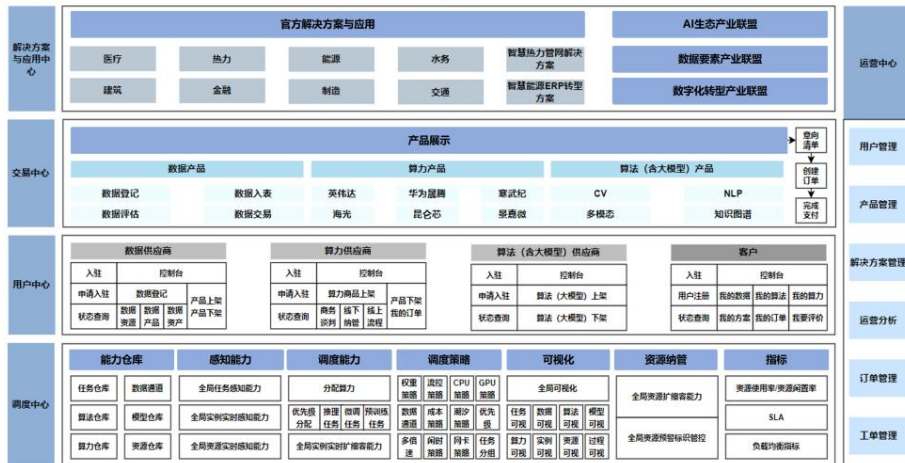 解决方案
与应用中
心
官方解决方案与应用
医疗
热力
能源
水务
智慧热力管网解决
方案
建筑
金融
制造
交通
智慧能源ERP转型
方案
AI生态产业联盟
数据要素产业联盟
数字化转型产业联盟
运营中心
交易中心
产品展示
意向
清单
创建
订单
完成
支付
数据产品
算力产品
算法（含大模型）产品
数据登记
数据入表
英伟达
华为晟腾
寒武纪
CV
NLP
数据评估
数据交易
海光
昆仑芯
景嘉微
多模态
知识图谱
用户管理
产品管理
解决方案管理
运营分析
订单管理
工单管理
用户中心
数据供应商
入驻
控制台
申请入驻
数据登记
产品上架
产品下架
状态查询
数据
资源
数据
产品
数据
资产
算力供应商
入驻
控制台
申请入驻
算力商品上架
产品下架
我的订单
状态查询
商务
谈判
线下
纳管
线上
流程
算法（含大模型）供应商
入驻
控制台
申请入驻
算法（大模型）上架
状态查询
算法（大模型）下架
客户
入驻
控制台
用户注册
我的数据
我的算法
我的算力
状态查询
我的方案
我的订单
我要评价
调度中心
能力仓库
任务仓库
数据通道
算法仓库
模型仓库
算力仓库
资源仓库
感知能力
全局任务感知能力
全局实例实时感知能力
全局资源实时感知能力
调度能力
分配算力
优先级
分配
推理
任务
微调
任务
预训练
任务
全局实例实时扩缩容能力
调度策略
权重
策略
流控
策略
CPU
策略
GPU
策略
数据
通道
成本
策略
潮汐
策略
优先
级
多倍
速
闲时
策略
网卡
策略
任务
分组
可视化
全局可视化
任务
可视
数据
可视
算法
可视
模型
可视
算力
可视
实例
可视
资源
可视
过程
可视
资源纳管
全局资源扩缩容能力
全局资源预警标识管控
指标
资源使用率/资源闲置率
SLA
负载均衡指标